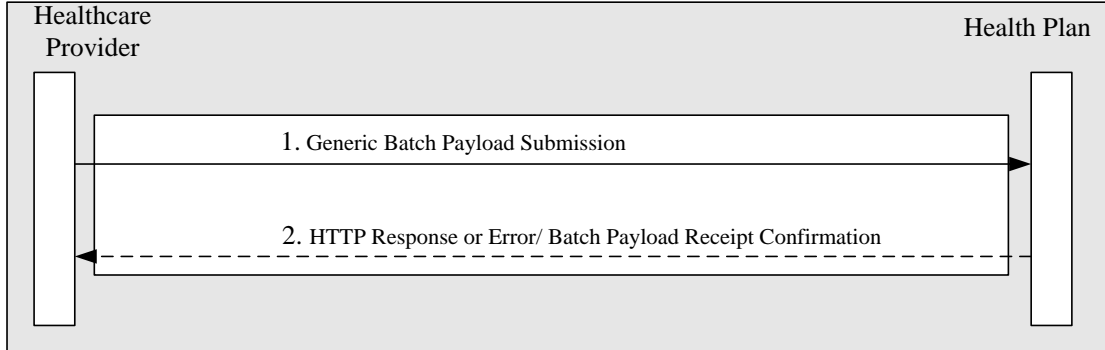 Healthcare
Provider
Health Plan
1. Generic Batch Payload Submission
2. HTTP Response or Error/ Batch Payload Receipt Confirmation